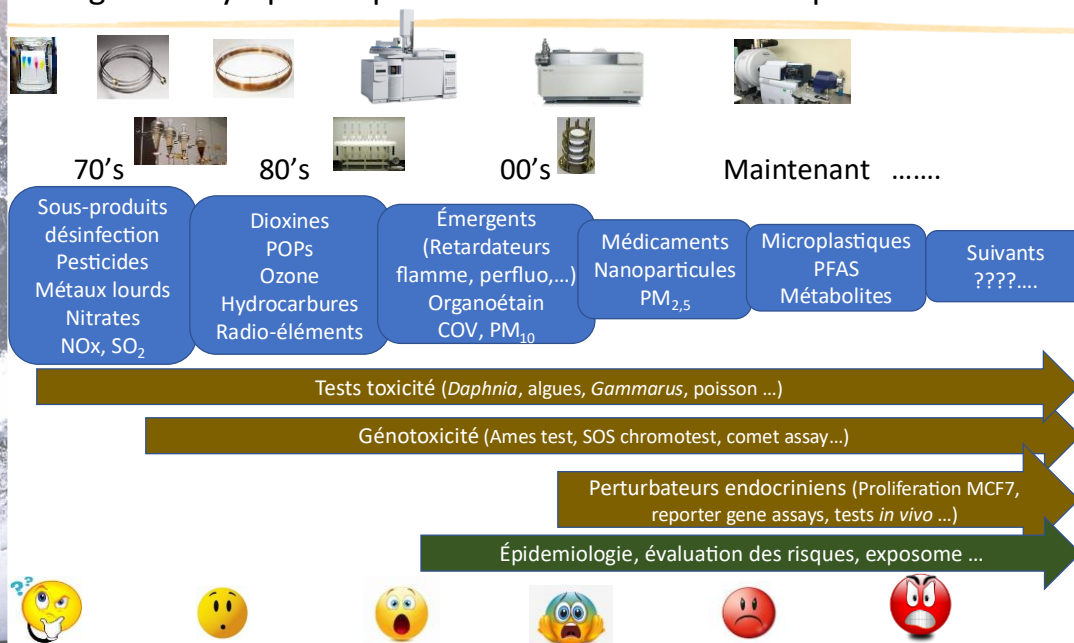 70's
80's
00's
Maintenant …….
Sous-produits
désinfection
Pesticides
Métaux lourds
Nitrates
NOx, SO₂
Dioxines
POPs
Ozone
Hydrocarbures
Radio-éléments
Émergents
(Retardateurs
flamme, perfluo,…)
Organoétain
COV, PM₁₀
Médicaments
Nanoparticules
PM₂,₅
Microplastiques
PFAS
Métabolites
Suivants
????….
Tests toxicité (Daphnia, algues, Gammarus, poisson …)
Génotoxicité (Ames test, SOS chromotest, comet assay…)
Perturbateurs endocriniens (Proliferation MCF7,
reporter gene assays, tests in vivo …)
Épidemiologie, évaluation des risques, exposome …
??